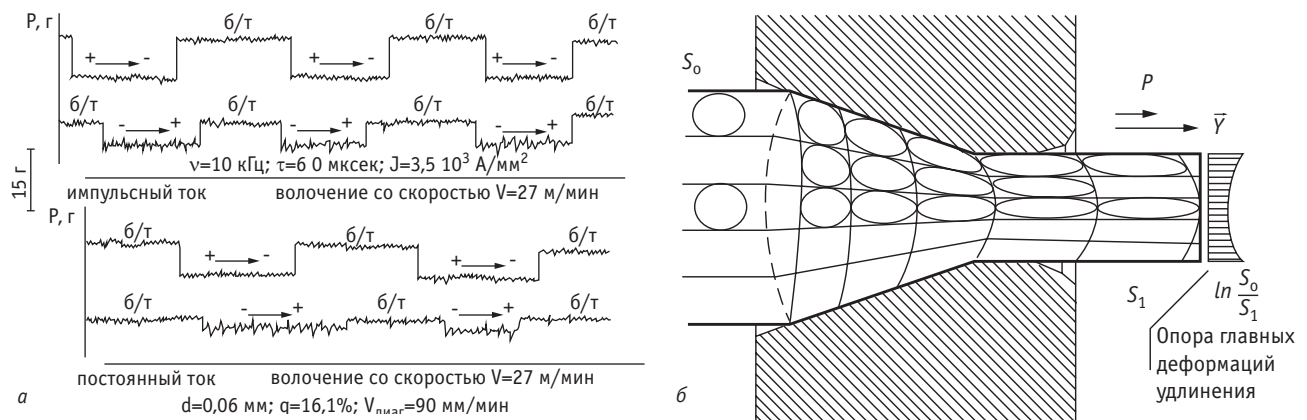 P, г
б/т б/т б/т
+ - + - + -
б/т б/т б/т б/т
- + - + - +
ν=10 кГц; τ=6 0 мксек; J=3,5 10³ А/мм²
15 г
импульсный ток волочение со скоростью V=27 м/мин
P, г
б/т б/т б/т
+ - + -
б/т б/т б/т
- + - +
постоянный ток волочение со скоростью V=27 м/мин
d=0,06 мм; q=16,1%; Vдиаг=90 мм/мин
а
S₀
P
Y̅
S₁
ln S₀/S₁
Опора главных
деформаций
удлинения
б